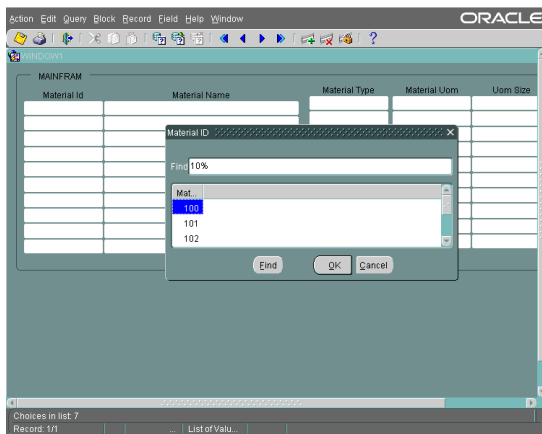 Action Edit Query Block Record Field Help Window ORACLE
WINDOW1
MAINFRAM
Material Id Material Name Material Type Material Uom Uom Size
Material ID
Find 10%
Mat...
100
101
102
Find OK Cancel
Choices in list: 7
Record: 1/1 ... List of Valu...